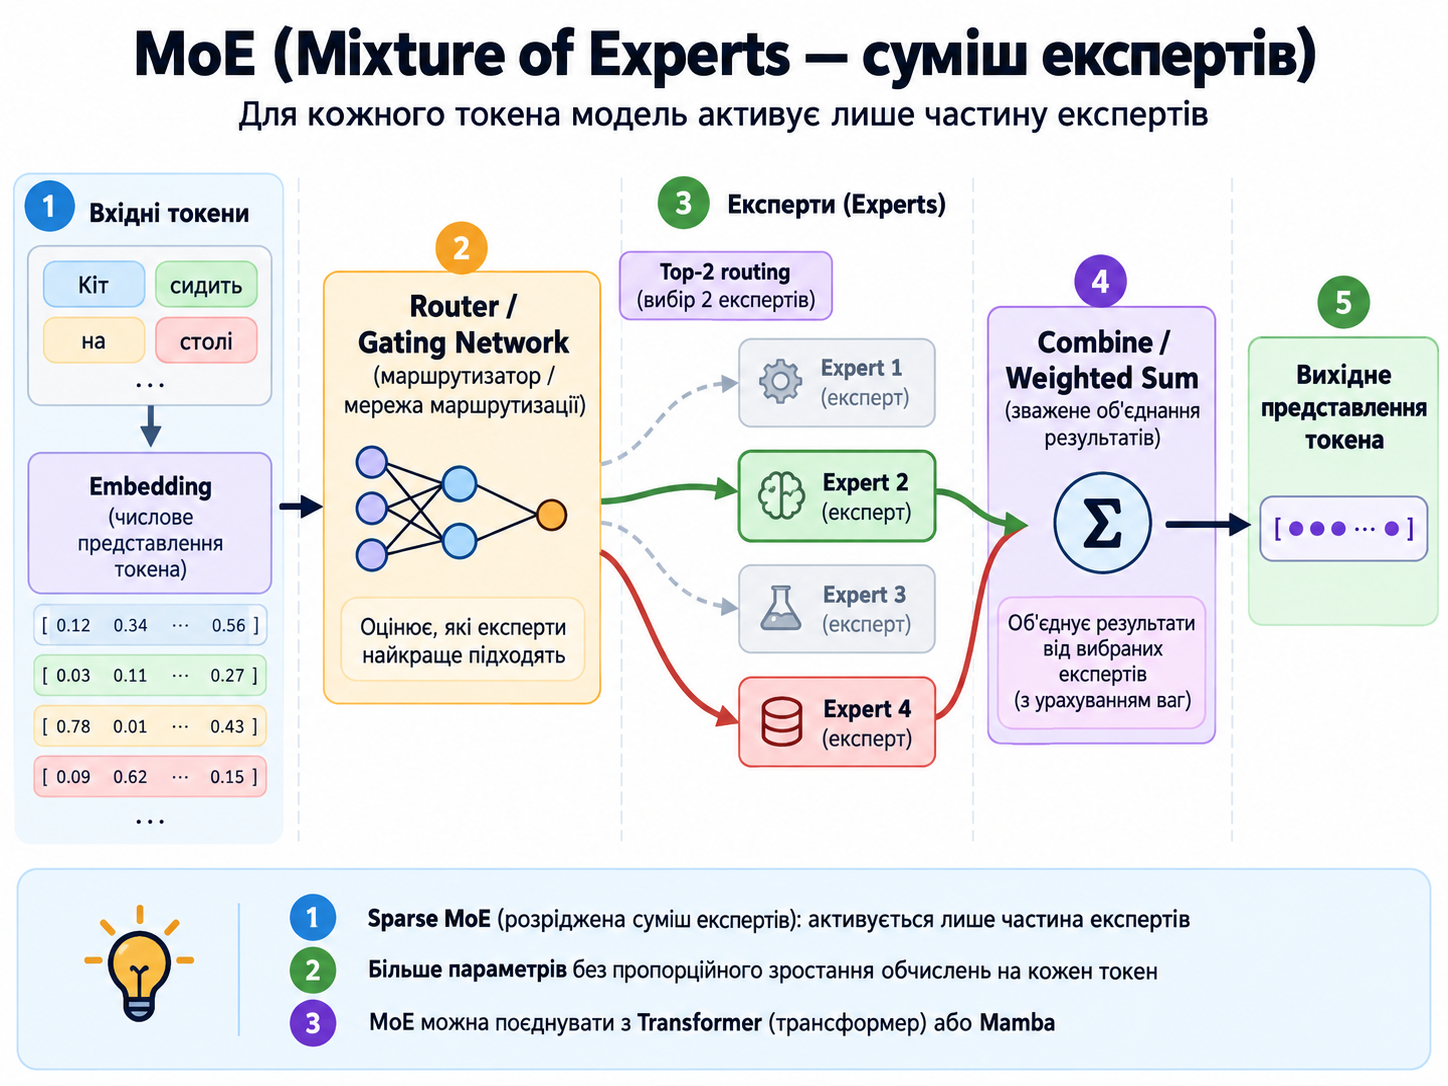 MoE (Mixture of Experts — суміш експертів)
Для кожного токена модель активує лише частину експертів
1 Вхідні токени
Кіт сидить
на столі
...
Embedding
(числове
представлення
токена)
[ 0.12 0.34 ... 0.56 ]
[ 0.03 0.11 ... 0.27 ]
[ 0.78 0.01 ... 0.43 ]
[ 0.09 0.62 ... 0.15 ]
...
2
Router /
Gating Network
(маршрутизатор /
мережа маршрутизації)
Оцінює, які експерти
найкраще підходять
3 Експерти (Experts)
Top-2 routing
(вибір 2 експертів)
Expert 1
(експерт)
Expert 2
(експерт)
Expert 3
(експерт)
Expert 4
(експерт)
4
Combine /
Weighted Sum
(зважене об'єднання
результатів)
Σ
Об'єднує результати
від вибраних
експертів
(з урахуванням ваг)
5
Вихідне
представлення
токена
[ ● ● ● ... ● ]
1 Sparse MoE (розріджена суміш експертів): активується лише частина експертів
2 Більше параметрів без пропорційного зростання обчислень на кожен токен
3 MoE можна поєднувати з Transformer (трансформер) або Mamba